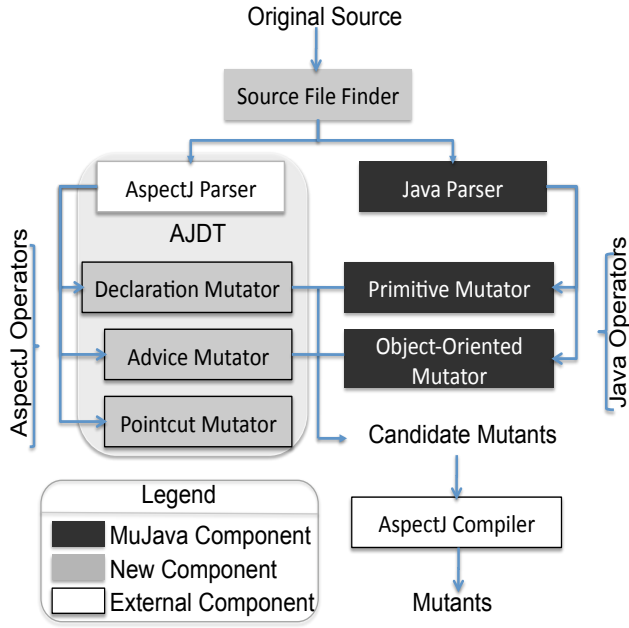 Original Source
Source File Finder
AspectJ Parser
Java Parser
AJDT
AspectJ Operators
Declaration Mutator
Primitive Mutator
Java Operators
Advice Mutator
Object-Oriented
Mutator
Pointcut Mutator
Candidate Mutants
Legend
MuJava Component
New Component
External Component
AspectJ Compiler
Mutants